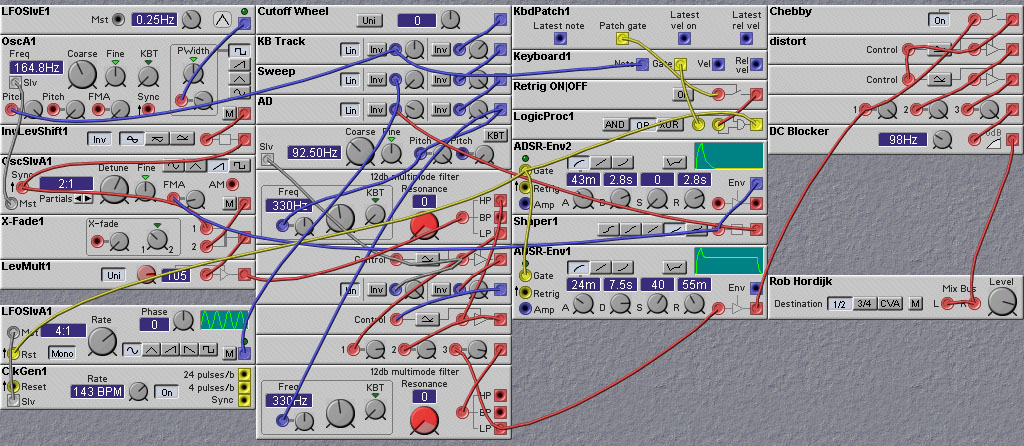 LFOSlvE1
Mst
0.25Hz
OscA1
Freq
Coarse
Fine
KBT
PWidth
164.8Hz
Slv
Pitch
Pitch
FMA
Sync
M
InvLevShift1
Inv
OscSlvA1
Sync
Detune
Fine
FMA
AM
2:1
Partials
Mst
M
X-Fade1
X-fade
1
2
1
2
LevMult1
Uni
LFOSlvA1
Mst
4:1
Rate
Phase
0
Rst
Mono
M
ClkGen1
Reset
Rate
143 BPM
On
24 pulses/b
4 pulses/b
Sync
Slv
Cutoff Wheel
Uni
0
KB Track
Lin
Inv
Inv
Sweep
Lin
Inv
Inv
AD
Lin
Inv
Inv
Coarse
Fine
KBT
Slv
92.50Hz
Pitch
Pitch
12db multimode filter
Freq
KBT
Resonance
330Hz
0
HP
BP
LP
Control
Lin
Inv
Inv
Control
1
2
3
12db multimode filter
Freq
KBT
Resonance
330Hz
0
HP
BP
LP
KbdPatch1
Latest note
Patch gate
Latest
vel on
Latest
rel vel
Keyboard1
Note
Gate
Vel
Rel
vel
Retrig ON|OFF
LogicProc1
AND
OR
XOR
ADSR-Env2
Gate
Retrig
Amp
43m
2.8s
0
2.8s
A
D
S
R
Env
Shaper1
ADSR-Env1
Gate
Retrig
Amp
24m
7.5s
40
55m
A
D
S
R
Env
Chebby
On
distort
Control
Control
1
2
3
DC Blocker
98Hz
0dB
Rob Hordijk
Destination
1/2
3/4
CVA
M
Mix Bus
L
R
Level